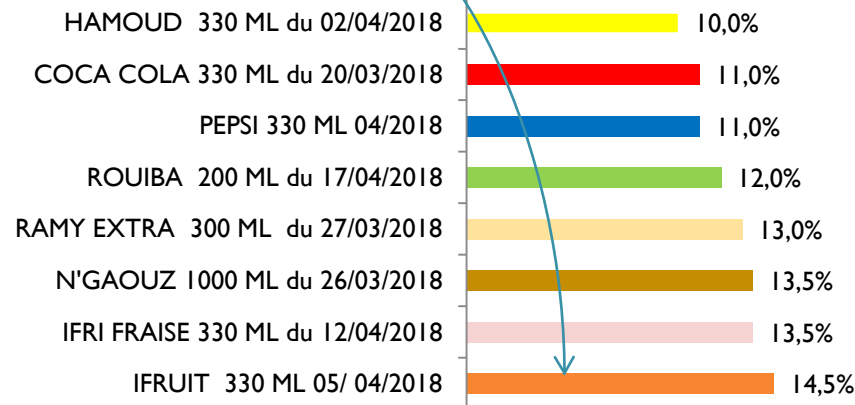 HAMOUD 330 ML du 02/04/2018 10,0%
COCA COLA 330 ML du 20/03/2018 11,0%
PEPSI 330 ML 04/2018 11,0%
ROUIBA 200 ML du 17/04/2018 12,0%
RAMY EXTRA 300 ML du 27/03/2018 13,0%
N'GAOUZ 1000 ML du 26/03/2018 13,5%
IFRI FRAISE 330 ML du 12/04/2018 13,5%
IFRUIT 330 ML 05/ 04/2018 14,5%